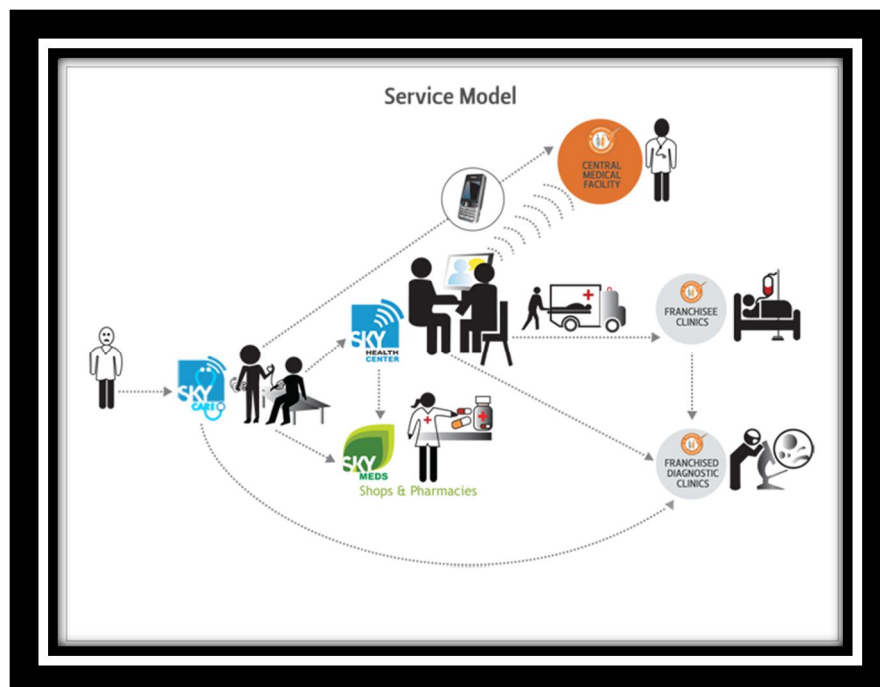 Service Model
CENTRAL
MEDICAL
FACILITY
SKY
HEALTH
CENTER
FRANCHISEE
CLINICS
SKY
CARE
SKY
MEDS
Shops & Pharmacies
FRANCHISED
DIAGNOSTIC
CLINICS